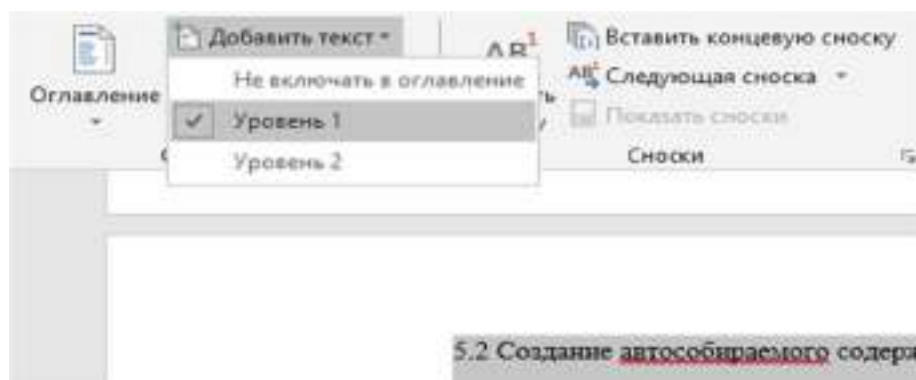 Добавить текст
Оглавление
Не включать в оглавление
Уровень 1
Уровень 2
AB1
Вставить концевую сноску
Следующая сноска
Показать сноски
Сноски
5.2 Создание автособираемого